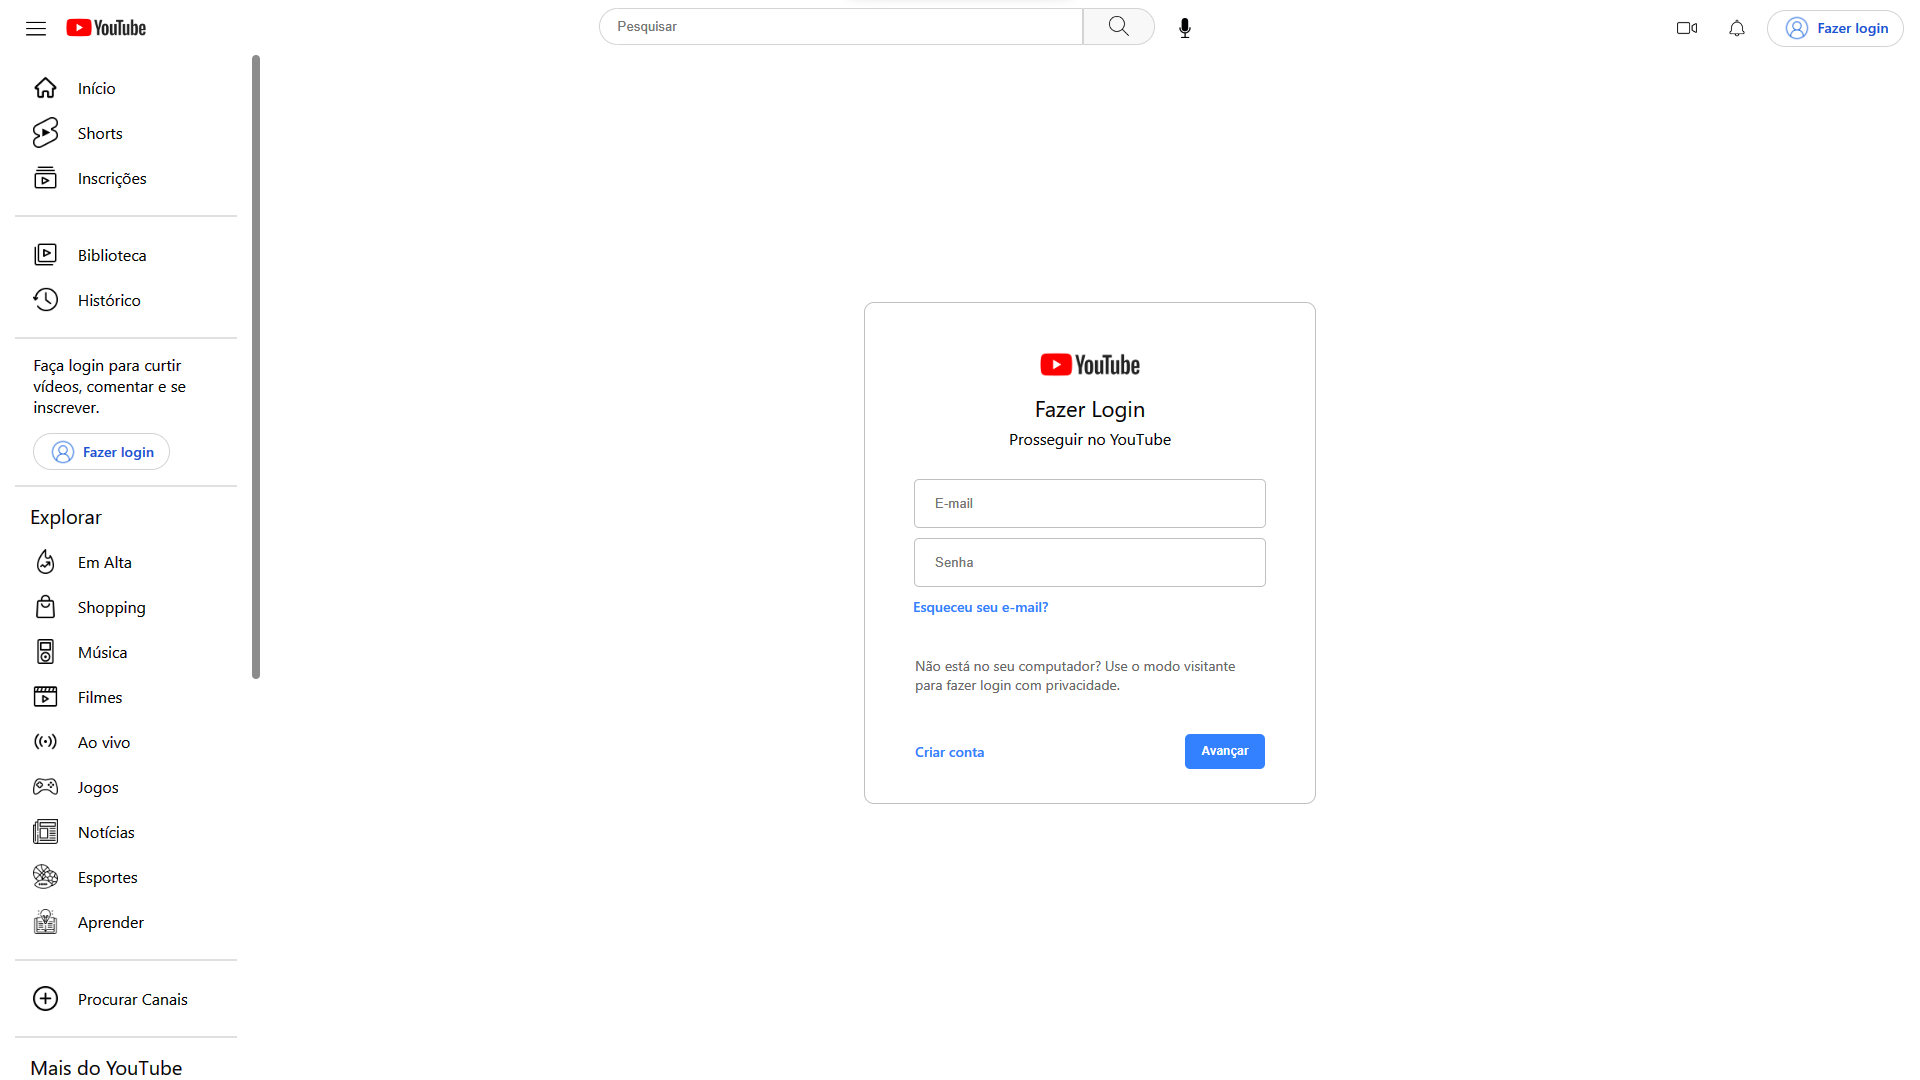 YouTube
Pesquisar
Fazer login
Início
Shorts
Inscrições
Biblioteca
Histórico
Faça login para curtir
vídeos, comentar e se
inscrever.
Fazer login
Explorar
Em Alta
Shopping
Música
Filmes
Ao vivo
Jogos
Notícias
Esportes
Aprender
Procurar Canais
Mais do YouTube
YouTube
Fazer Login
Prosseguir no YouTube
E-mail
Senha
Esqueceu seu e-mail?
Não está no seu computador? Use o modo visitante
para fazer login com privacidade.
Criar conta
Avançar